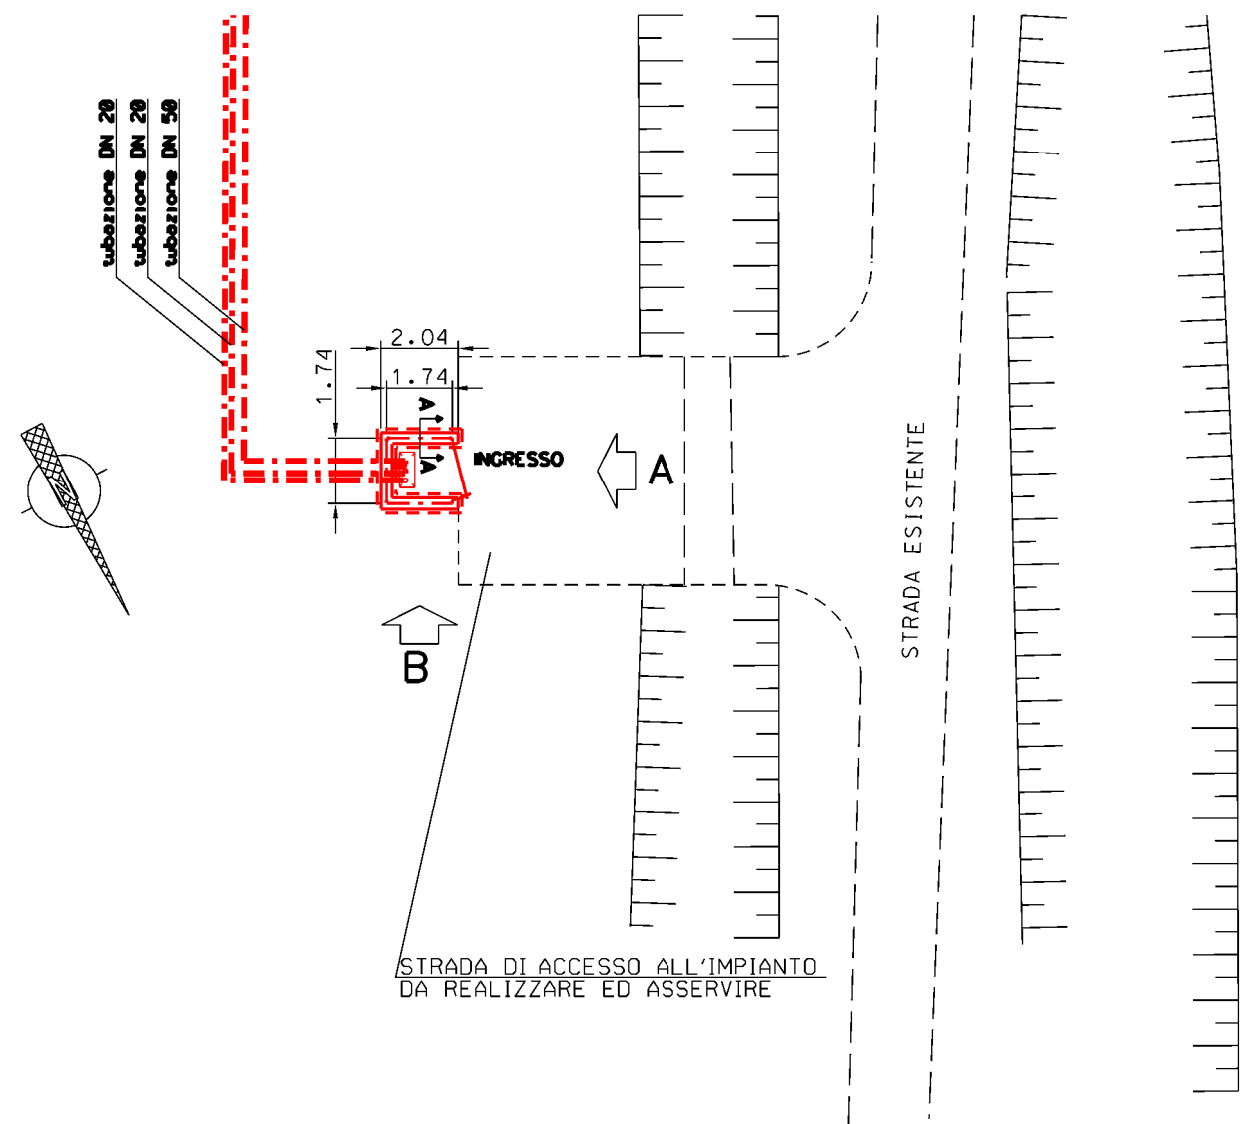 tubazione DN 20
tubazione DN 20
tubazione DN 50
2.04
1.74
1.74
A
A
INGRESSO
A
B
STRADA ESISTENTE
STRADA DI ACCESSO ALL'IMPIANTO
DA REALIZZARE ED ASSERVIRE